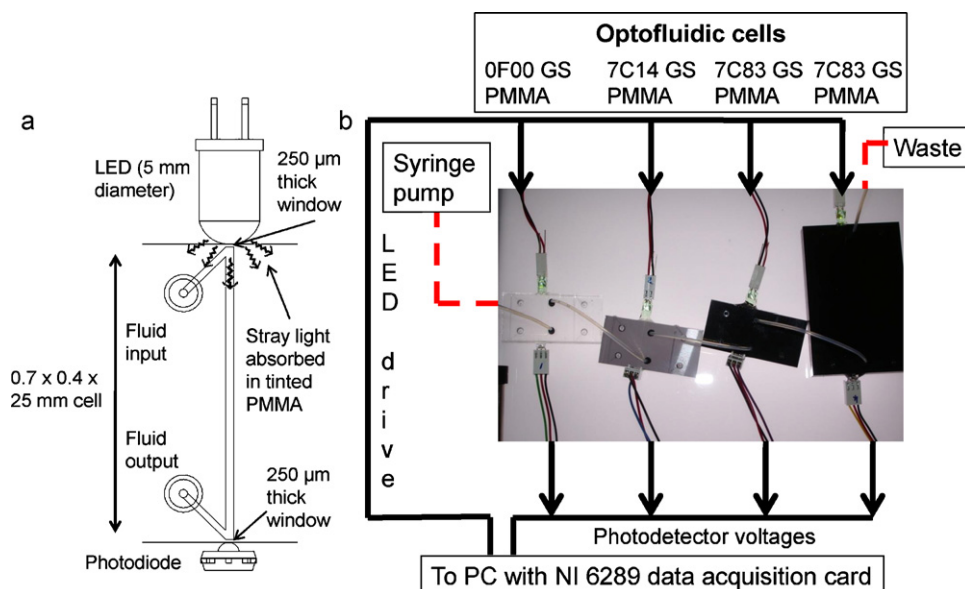 a
LED (5 mm
diameter)
250 µm
thick
window
Fluid
input
Stray light
absorbed
in tinted
PMMA
0.7 x 0.4 x
25 mm cell
Fluid
output
250 µm
thick
window
Photodiode
b
Optofluidic cells
0F00 GS 7C14 GS 7C83 GS 7C83 GS
PMMA PMMA PMMA PMMA
Syringe
pump
Waste
L
E
D
d
r
i
v
e
Photodetector voltages
To PC with NI 6289 data acquisition card